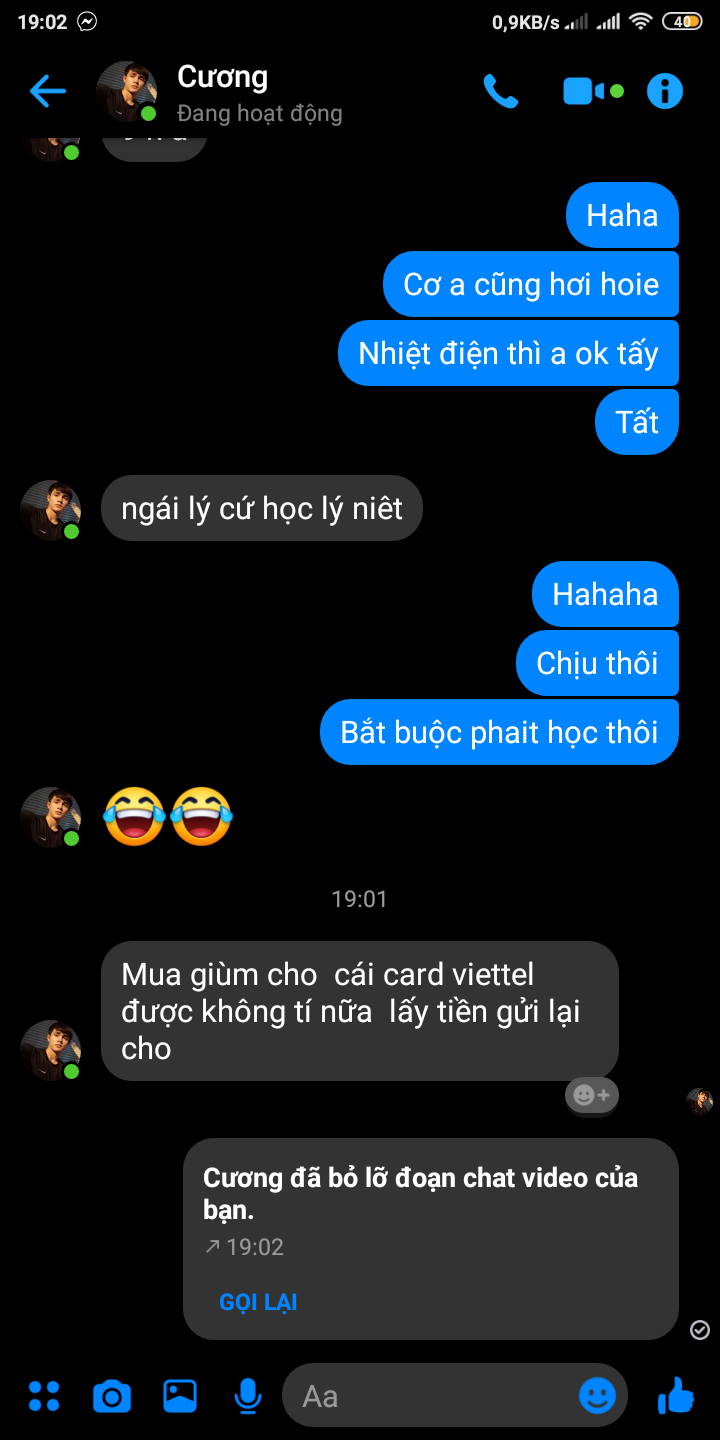 19:02
0,9KB/s
40
Cương
Đang hoạt động
Haha
Cơ a cũng hơi hoie
Nhiệt điện thì a ok tấy
Tất
ngái lý cứ học lý niêt
Hahaha
Chịu thôi
Bắt buộc phait học thôi
19:01
Mua giùm cho  cái card viettel
được không tí nữa  lấy tiền gửi lại
cho
Cương đã bỏ lỡ đoạn chat video của
bạn.
19:02
GỌI LẠI
Aa